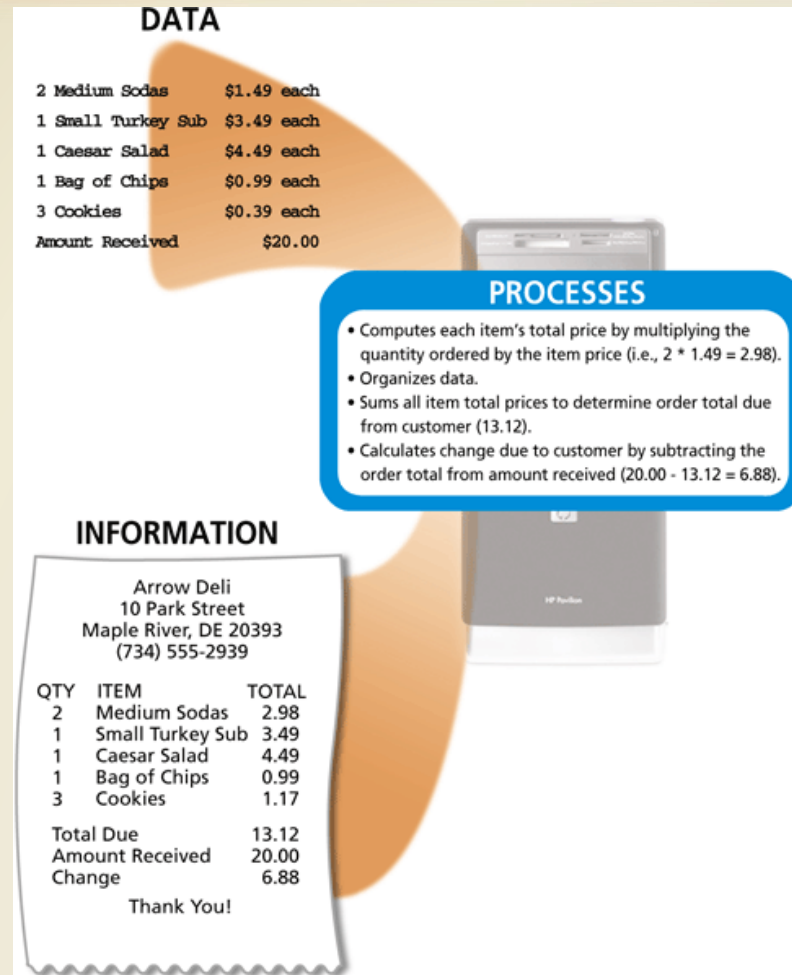 DATA
2 Medium Sodas $1.49 each
1 Small Turkey Sub $3.49 each
1 Caesar Salad $4.49 each
1 Bag of Chips $0.99 each
3 Cookies $0.39 each
Amount Received $20.00
PROCESSES
• Computes each item's total price by multiplying the
quantity ordered by the item price (i.e., 2 * 1.49 = 2.98).
• Organizes data.
• Sums all item total prices to determine order total due
from customer (13.12).
• Calculates change due to customer by subtracting the
order total from amount received (20.00 - 13.12 = 6.88).
hp
HP Pavilion
INFORMATION
Arrow Deli
10 Park Street
Maple River, DE 20393
(734) 555-2939
QTY ITEM TOTAL
2 Medium Sodas 2.98
1 Small Turkey Sub 3.49
1 Caesar Salad 4.49
1 Bag of Chips 0.99
3 Cookies 1.17
Total Due 13.12
Amount Received 20.00
Change 6.88
Thank You!